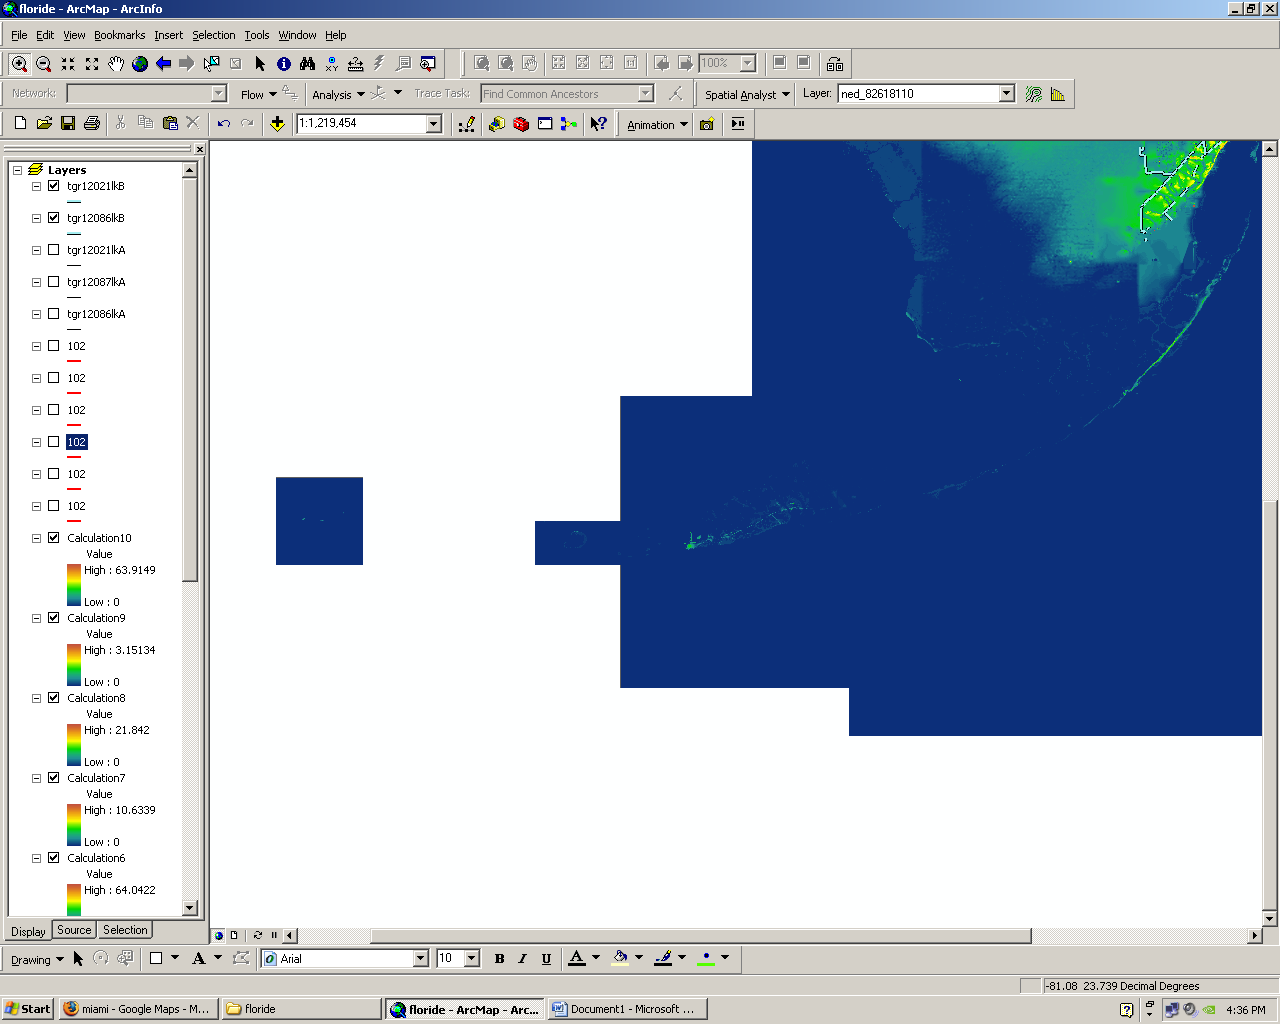 floride - ArcMap - ArcInfo
File Edit View Bookmarks Insert Selection Tools Window Help
100%
Network: Flow Analysis Trace Task: Find Common Ancestors Spatial Analyst Layer: ned_82618110
1:1,219,454 Animation
Layers
tgr12021lkB
tgr12086lkB
tgr12021lkA
tgr12087lkA
tgr12086lkA
102
102
102
102
102
102
Calculation10
Value
High : 63.9149
Low : 0
Calculation9
Value
High : 3.15134
Low : 0
Calculation8
Value
High : 21.842
Low : 0
Calculation7
Value
High : 10.6339
Low : 0
Calculation6
Value
High : 64.0422
Display Source Selection
Drawing A Arial 10 B I U A
-81.08 23.739 Decimal Degrees
Start miami - Google Maps - M... floride floride - ArcMap - Arc... Document1 - Microsoft ... 4:36 PM